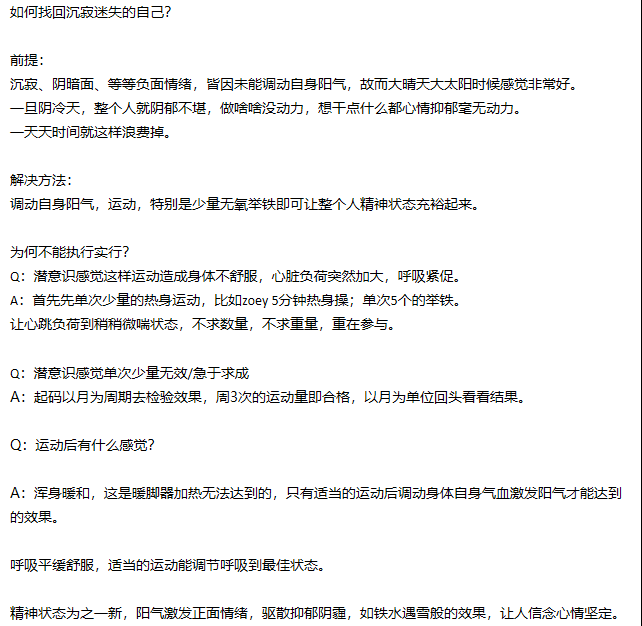 如何找回沉寂迷失的自己?
前提:
沉寂、阴暗面、等等负面情绪，皆因未能调动自身阳气，故而大晴天大太阳时候感觉非常好。
一旦阴冷天，整个人就阴郁不堪，做啥啥没动力，想干点什么都心情抑郁毫无动力。
一天天时间就这样浪费掉。
解决方法:
调动自身阳气，运动，特别是少量无氧举铁即可让整个人精神状态充裕起来。
为何不能执行实行?
Q：潜意识感觉这样运动造成身体不舒服，心脏负荷突然加大，呼吸紧促。
A：首先先单次少量的热身运动，比如zoey 5分钟热身操；单次5个的举铁。
让心跳负荷到稍稍微喘状态，不求数量，不求重量，重在参与。
Q：潜意识感觉单次少量无效/急于求成
A：起码以月为周期去检验效果，周3次的运动量即合格，以月为单位回头看看结果。
Q：运动后有什么感觉?
A：浑身暖和，这是暖脚器加热无法达到的，只有适当的运动后调动身体自身气血激发阳气才能达到
的效果。
呼吸平缓舒服，适当的运动能调节呼吸到最佳状态。
精神状态为之一新，阳气激发正面情绪，驱散抑郁阴霾，如铁水遇雪般的效果，让人信念心情坚定。